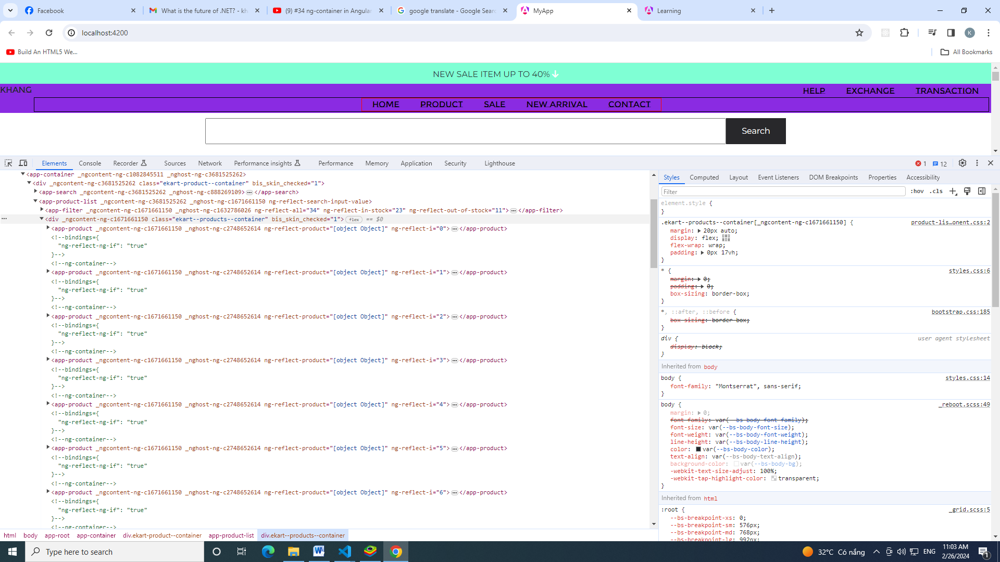 Facebook
What is the future of .NET? - kh
(9) #34 ng-container in Angular
google translate - Google Sear
MyApp
Learning
localhost:4200
K
Build An HTML5 We...
All Bookmarks
NEW SALE ITEM UP TO 40%
KHANG
HELP EXCHANGE TRANSACTION
HOME PRODUCT SALE NEW ARRIVAL CONTACT
Search
Elements Console Recorder Sources Network Performance insights Performance Memory Application Security Lighthouse
1 12
<app-container _ngcontent-ng-c1082845511 _nghost-ng-c3681525262>
<div _ngcontent-ng-c3681525262 class="ekart-product--container" bis_skin_checked="1">
<app-search _ngcontent-ng-c3681525262 _nghost-ng-c888269109>…</app-search>
<app-product-list _ngcontent-ng-c3681525262 _nghost-ng-c1671661150 ng-reflect-search-input-value>
<app-filter _ngcontent-ng-c1671661150 _nghost-ng-c1632786026 ng-reflect-all="34" ng-reflect-in-stock="23" ng-reflect-out-of-stock="11">…</app-filter>
<div _ngcontent-ng-c1671661150 class="ekart--products--container" bis_skin_checked="1"> flex == $0
<app-product _ngcontent-ng-c1671661150 _nghost-ng-c2748652614 ng-reflect-product="[object Object]" ng-reflect-i="0">…</app-product>
<!--bindings={
"ng-reflect-ng-if": "true"
}-->
<!--ng-container-->
<app-product _ngcontent-ng-c1671661150 _nghost-ng-c2748652614 ng-reflect-product="[object Object]" ng-reflect-i="1">…</app-product>
<!--bindings={
"ng-reflect-ng-if": "true"
}-->
<!--ng-container-->
<app-product _ngcontent-ng-c1671661150 _nghost-ng-c2748652614 ng-reflect-product="[object Object]" ng-reflect-i="2">…</app-product>
<!--bindings={
"ng-reflect-ng-if": "true"
}-->
<!--ng-container-->
<app-product _ngcontent-ng-c1671661150 _nghost-ng-c2748652614 ng-reflect-product="[object Object]" ng-reflect-i="3">…</app-product>
<!--bindings={
"ng-reflect-ng-if": "true"
}-->
<!--ng-container-->
<app-product _ngcontent-ng-c1671661150 _nghost-ng-c2748652614 ng-reflect-product="[object Object]" ng-reflect-i="4">…</app-product>
<!--bindings={
"ng-reflect-ng-if": "true"
}-->
<!--ng-container-->
<app-product _ngcontent-ng-c1671661150 _nghost-ng-c2748652614 ng-reflect-product="[object Object]" ng-reflect-i="5">…</app-product>
<!--bindings={
"ng-reflect-ng-if": "true"
}-->
<!--ng-container-->
<app-product _ngcontent-ng-c1671661150 _nghost-ng-c2748652614 ng-reflect-product="[object Object]" ng-reflect-i="6">…</app-product>
<!--bindings={
"ng-reflect-ng-if": "true"
}-->
<!--ng-container-->
html body app-root app-container div.ekart-product--container app-product-list div.ekart--products--container
Styles Computed Layout Event Listeners DOM Breakpoints Properties Accessibility
Filter :hov .cls
element.style {
}
.ekart--products--container[_ngcontent-ng-c1671661150] { product-lis…onent.css:2
margin: 20px auto;
display: flex;
flex-wrap: wrap;
padding: 0px 17vh;
}
* { styles.css:6
margin: 0;
padding: 0;
box-sizing: border-box;
}
*, ::after, ::before { bootstrap.css:185
box-sizing: border-box;
}
div { user agent stylesheet
display: block;
}
Inherited from body
body { styles.css:14
font-family: "Montserrat", sans-serif;
}
body { _reboot.scss:49
margin: 0;
font-family: var(--bs-body-font-family);
font-size: var(--bs-body-font-size);
font-weight: var(--bs-body-font-weight);
line-height: var(--bs-body-line-height);
color: var(--bs-body-color);
text-align: var(--bs-body-text-align);
background-color: var(--bs-body-bg);
-webkit-text-size-adjust: 100%;
-webkit-tap-highlight-color: transparent;
}
Inherited from html
:root { _grid.scss:5
--bs-breakpoint-xs: 0;
--bs-breakpoint-sm: 576px;
--bs-breakpoint-md: 768px;
--bs-breakpoint-lg: 992px;
Type here to search
32°C Có nắng
ENG
11:03 AM
2/26/2024
1